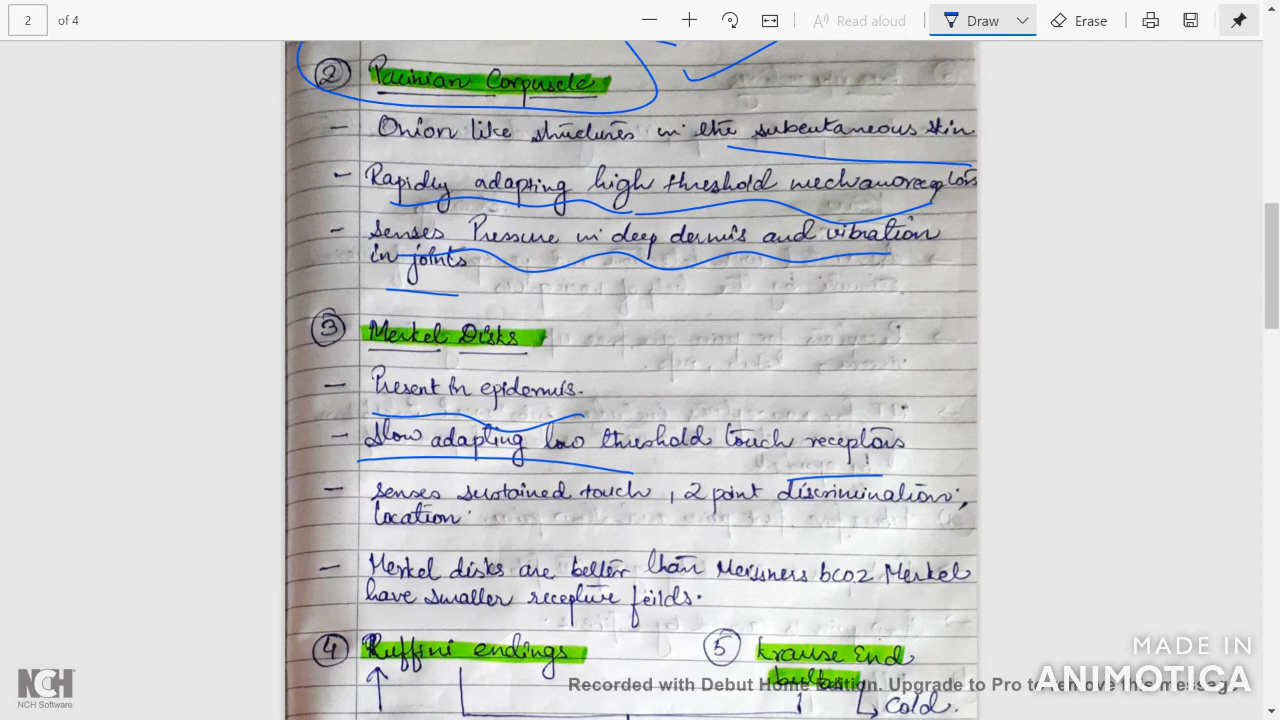 2 of 4
Read aloud
Draw
Erase
② Pacinian Corpuscle
- Onion like structures in the subcutaneous skin.
- Rapidly adapting high threshold mechanoreceptors
- Senses Pressure in deep dermis and vibration
in joints
③ Merkel Disks
- Present in epidermis.
- Slow adapting low threshold touch receptors
- Senses sustained touch, 2 point discrimination,
location.
- Merkel disks are better than Meissners bcoz Merkel
have smaller receptive feilds.
④ Ruffini endings
⑤ Krause End
bulbs
Cold.
MADE IN
ANIMOTICA
NCH
NCH Software
Recorded with Debut Home Edition. Upgrade to Pro to remove this message.